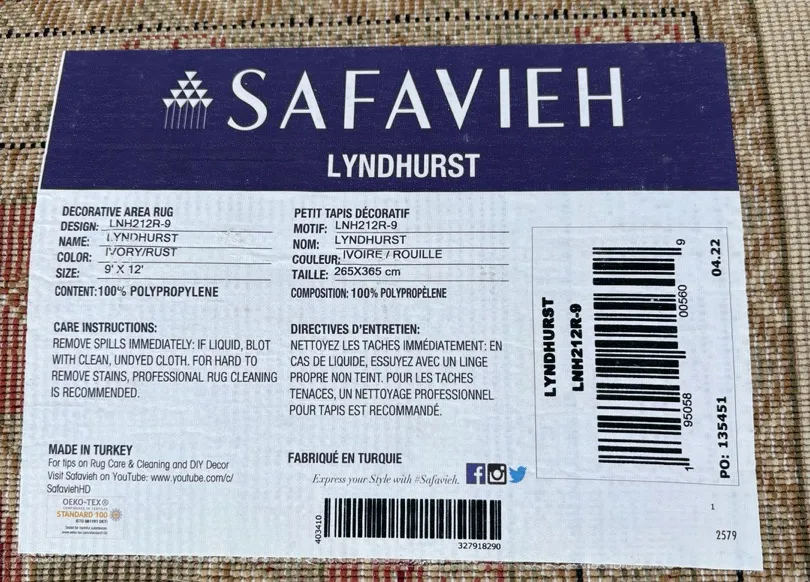 SAFAVIEH
LYNDHURST
DECORATIVE AREA RUG
DESIGN: LNH212R-9
NAME: LYNDHURST
COLOR: IVORY/RUST
SIZE: 9' X 12'
CONTENT:100% POLYPROPYLENE
CARE INSTRUCTIONS:
REMOVE SPILLS IMMEDIATELY: IF LIQUID, BLOT
WITH CLEAN, UNDYED CLOTH. FOR HARD TO
REMOVE STAINS, PROFESSIONAL RUG CLEANING
IS RECOMMENDED.
MADE IN TURKEY
For tips on Rug Care & Cleaning and DIY Decor
Visit Safavieh on YouTube: www.youtube.com/c/
SafaviehHD
OEKO-TEX®
STANDARD 100
PETIT TAPIS DÉCORATIF
MOTIF: LNH212R-9
NOM: LYNDHURST
COULEUR: IVOIRE / ROUILLE
TAILLE: 265X365 cm
COMPOSITION: 100% POLYPROPÈLENE
DIRECTIVES D'ENTRETIEN:
NETTOYEZ LES TACHES IMMÉDIATEMENT: EN
CAS DE LIQUIDE, ESSUYEZ AVEC UN LINGE
PROPRE NON TEINT. POUR LES TACHES
TENACES, UN NETTOYAGE PROFESSIONNEL
POUR TAPIS EST RECOMMANDÉ.
FABRIQUÉ EN TURQUIE
Express your Style with #Safavieh.
403410
327918290
LYNDHURST
LNH212R-9
1 95058 00560 9
PO: 135451 04.22
1
2579